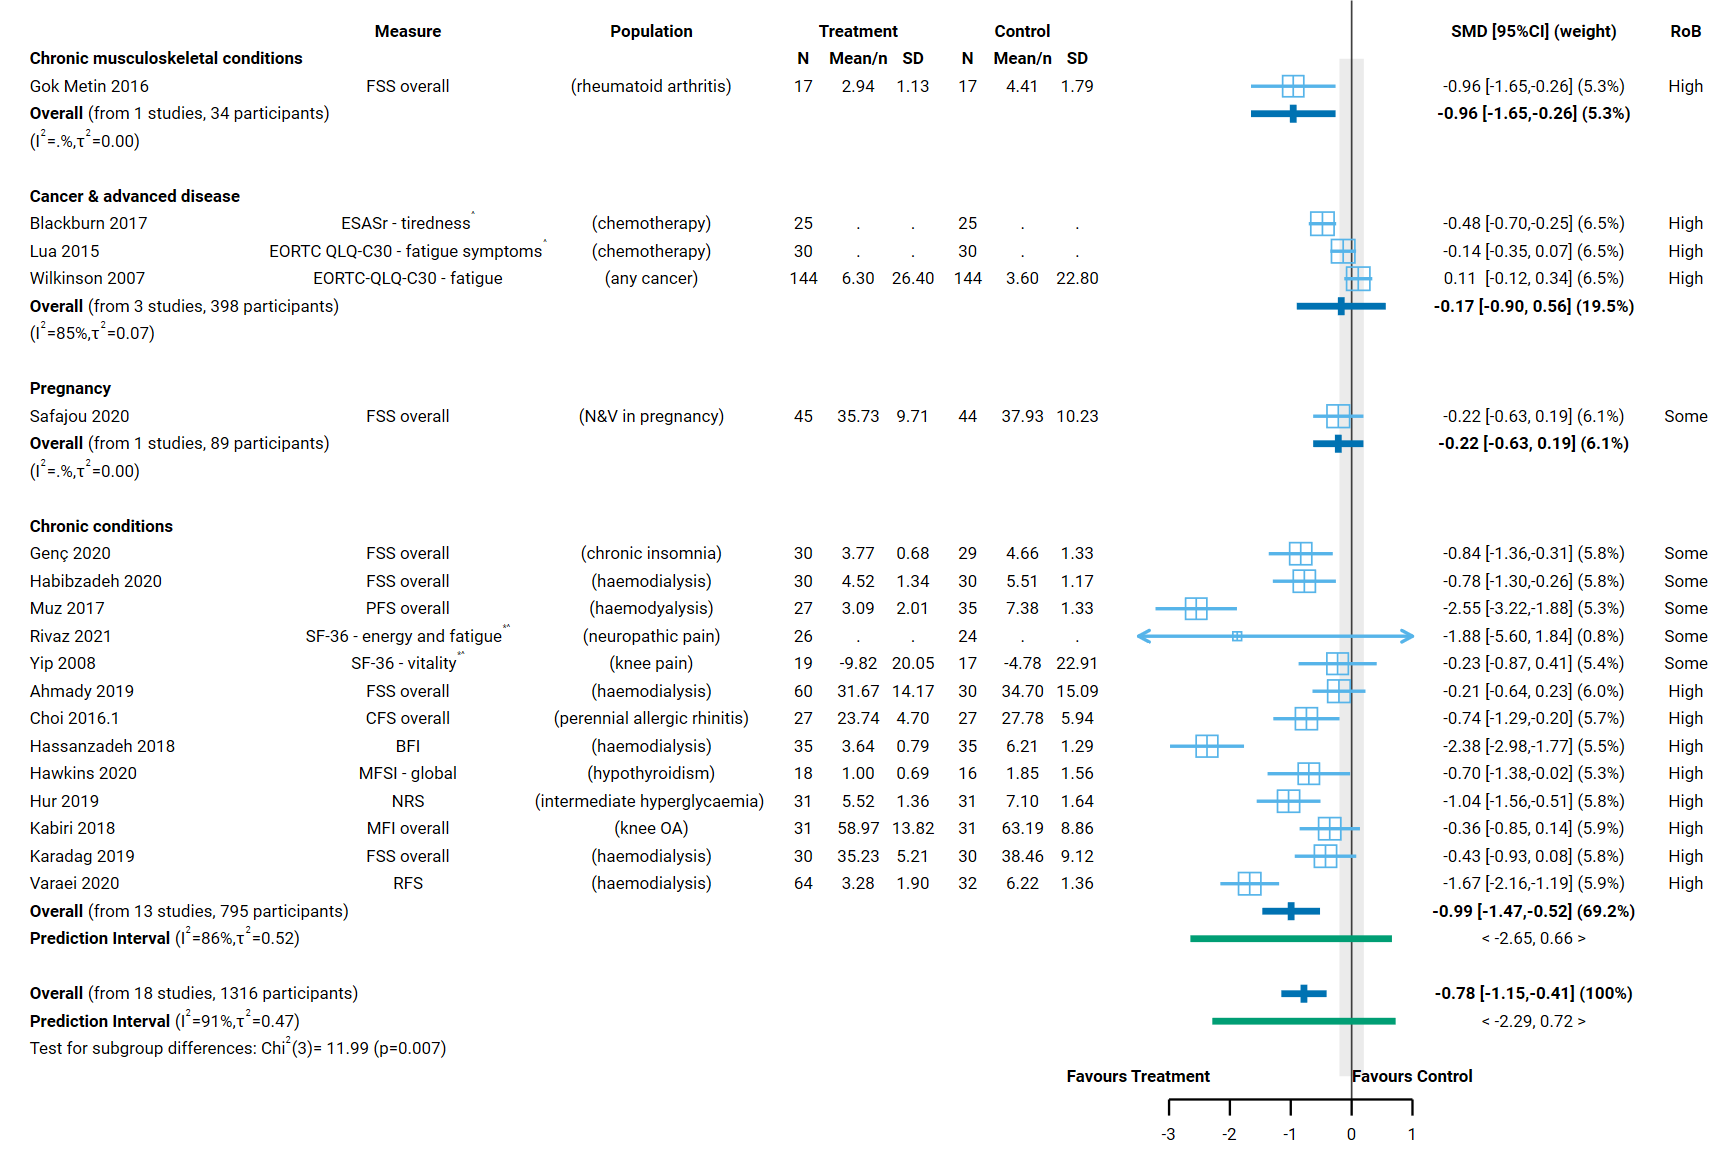 Measure Population Treatment Control SMD [95%CI] (weight) RoB
Chronic musculoskeletal conditions N Mean/n SD N Mean/n SD
Gok Metin 2016 FSS overall (rheumatoid arthritis) 17 2.94 1.13 17 4.41 1.79 -0.96 [-1.65,-0.26] (5.3%) High
Overall (from 1 studies, 34 participants) -0.96 [-1.65,-0.26] (5.3%)
(I²=.%,τ²=0.00)
Cancer & advanced disease
Blackburn 2017 ESASr - tiredness^ (chemotherapy) 25 . . 25 . . -0.48 [-0.70,-0.25] (6.5%) High
Lua 2015 EORTC QLQ-C30 - fatigue symptoms^ (chemotherapy) 30 . . 30 . . -0.14 [-0.35, 0.07] (6.5%) High
Wilkinson 2007 EORTC-QLQ-C30 - fatigue (any cancer) 144 6.30 26.40 144 3.60 22.80 0.11 [-0.12, 0.34] (6.5%) High
Overall (from 3 studies, 398 participants) -0.17 [-0.90, 0.56] (19.5%)
(I²=85%,τ²=0.07)
Pregnancy
Safajou 2020 FSS overall (N&V in pregnancy) 45 35.73 9.71 44 37.93 10.23 -0.22 [-0.63, 0.19] (6.1%) Some
Overall (from 1 studies, 89 participants) -0.22 [-0.63, 0.19] (6.1%)
(I²=.%,τ²=0.00)
Chronic conditions
Genç 2020 FSS overall (chronic insomnia) 30 3.77 0.68 29 4.66 1.33 -0.84 [-1.36,-0.31] (5.8%) Some
Habibzadeh 2020 FSS overall (haemodialysis) 30 4.52 1.34 30 5.51 1.17 -0.78 [-1.30,-0.26] (5.8%) Some
Muz 2017 PFS overall (haemodyalysis) 27 3.09 2.01 35 7.38 1.33 -2.55 [-3.22,-1.88] (5.3%) Some
Rivaz 2021 SF-36 - energy and fatigue*^ (neuropathic pain) 26 . . 24 . . -1.88 [-5.60, 1.84] (0.8%) Some
Yip 2008 SF-36 - vitality*^ (knee pain) 19 -9.82 20.05 17 -4.78 22.91 -0.23 [-0.87, 0.41] (5.4%) Some
Ahmady 2019 FSS overall (haemodialysis) 60 31.67 14.17 30 34.70 15.09 -0.21 [-0.64, 0.23] (6.0%) High
Choi 2016.1 CFS overall (perennial allergic rhinitis) 27 23.74 4.70 27 27.78 5.94 -0.74 [-1.29,-0.20] (5.7%) High
Hassanzadeh 2018 BFI (haemodialysis) 35 3.64 0.79 35 6.21 1.29 -2.38 [-2.98,-1.77] (5.5%) High
Hawkins 2020 MFSI - global (hypothyroidism) 18 1.00 0.69 16 1.85 1.56 -0.70 [-1.38,-0.02] (5.3%) High
Hur 2019 NRS (intermediate hyperglycaemia) 31 5.52 1.36 31 7.10 1.64 -1.04 [-1.56,-0.51] (5.8%) High
Kabiri 2018 MFI overall (knee OA) 31 58.97 13.82 31 63.19 8.86 -0.36 [-0.85, 0.14] (5.9%) High
Karadag 2019 FSS overall (haemodialysis) 30 35.23 5.21 30 38.46 9.12 -0.43 [-0.93, 0.08] (5.8%) High
Varaei 2020 RFS (haemodialysis) 64 3.28 1.90 32 6.22 1.36 -1.67 [-2.16,-1.19] (5.9%) High
Overall (from 13 studies, 795 participants) -0.99 [-1.47,-0.52] (69.2%)
Prediction Interval (I²=86%,τ²=0.52) < -2.65, 0.66 >
Overall (from 18 studies, 1316 participants) -0.78 [-1.15,-0.41] (100%)
Prediction Interval (I²=91%,τ²=0.47) < -2.29, 0.72 >
Test for subgroup differences: Chi²(3)= 11.99 (p=0.007)
Favours Treatment Favours Control
-3 -2 -1 0 1